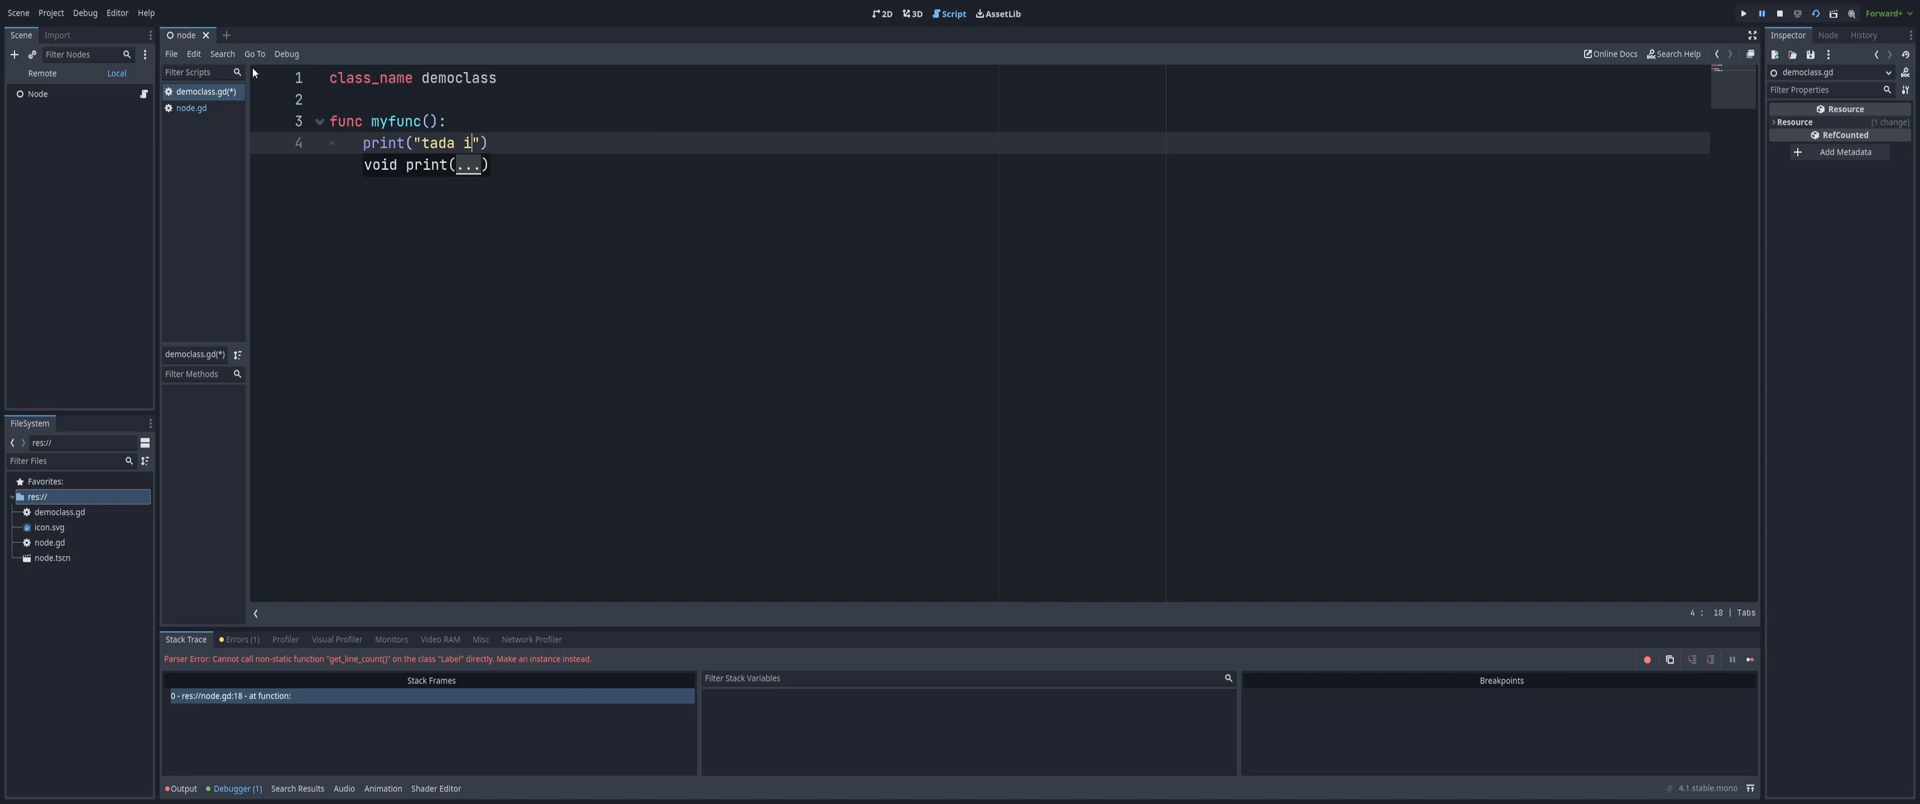 Scene Project Debug Editor Help
2D 3D Script AssetLib
Forward+
Scene Import
Filter Nodes
Remote Local
Node
node
File Edit Search Go To Debug
Online Docs Search Help
Filter Scripts
democlass.gd(*)
node.gd
democlass.gd(*)
Filter Methods
1 class_name democlass
2
3 func myfunc():
4 print("tada i")
void print(...)
4 : 18 | Tabs
Inspector Node History
democlass.gd
Filter Properties
Resource
Resource (1 change)
RefCounted
Add Metadata
FileSystem
res://
Filter Files
Favorites:
res://
democlass.gd
icon.svg
node.gd
node.tscn
Stack Trace Errors (1) Profiler Visual Profiler Monitors Video RAM Misc Network Profiler
Parser Error: Cannot call non-static function "get_line_count()" on the class "Label" directly. Make an instance instead.
Stack Frames
0 - res://node.gd:18 - at function:
Filter Stack Variables
Breakpoints
Output Debugger (1) Search Results Audio Animation Shader Editor
4.1.stable.mono